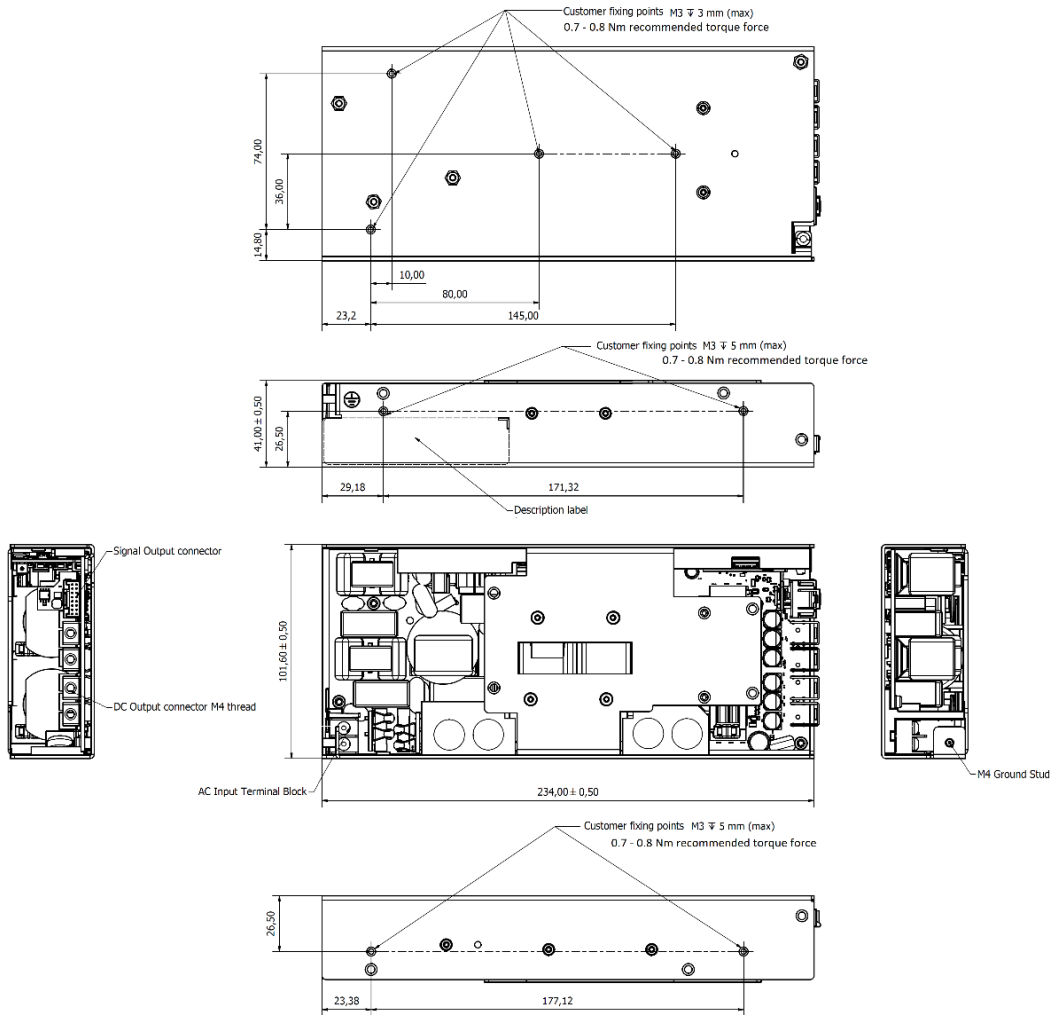 Customer fixing points M3 ↧ 3 mm (max)
0.7 - 0.8 Nm recommended torque force
74,00
36,00
14,80
10,00
80,00
23,2
145,00
Customer fixing points M3 ↧ 5 mm (max)
0.7 - 0.8 Nm recommended torque force
41,00 ± 0,50
26,50
29,18
171,32
Description label
Signal Output connector
101,60 ± 0,50
DC Output connector M4 thread
M4 Ground Stud
AC Input Terminal Block
234,00 ± 0,50
Customer fixing points M3 ↧ 5 mm (max)
0.7 - 0.8 Nm recommended torque force
26,50
23,38
177,12